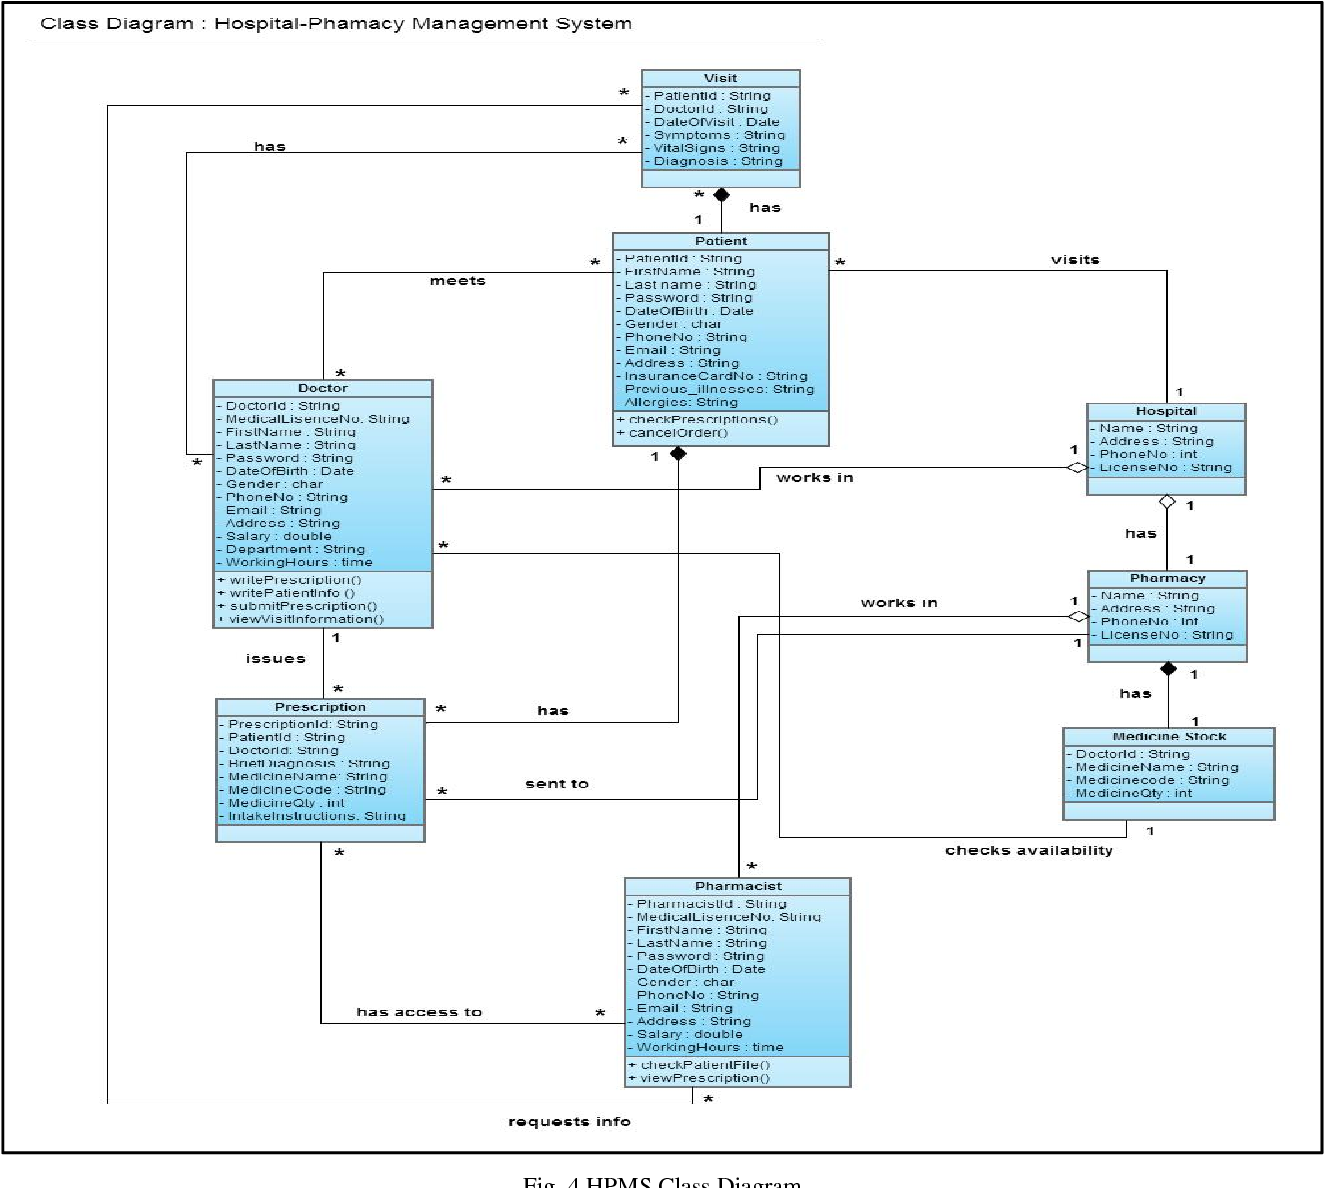 Class Diagram : Hospital-Phamacy Management System
Visit
- PatientId : String
- DoctorId : String
- DateOfVisit : Date
- Symptoms : String
- VitalSigns : String
- Diagnosis : String
*
*
has
*
has
1
Patient
- PatientId : String
- FirstName : String
- Last name : String
- Password : String
- DateOfBirth : Date
- Gender : char
- PhoneNo : String
- Email : String
- Address : String
- InsuranceCardNo : String
Previous_illnesses: String
Allergies: String
+ checkPrescriptions()
+ cancelOrder()
*
meets
*
*
visits
1
Doctor
- DoctorId : String
- MedicalLisenceNo: String
- FirstName : String
- LastName : String
- Password : String
- DateOfBirth : Date
- Gender : char
- PhoneNo : String
Email : String
Address : String
- Salary : double
- Department : String
- WorkingHours : time
+ writePrescription()
+ writePatientInfo ()
+ submitPrescription()
+ viewVisitInformation()
*
Hospital
- Name : String
- Address : String
- PhoneNo : int
- LicenseNo : String
1
1
*
works in
1
has
1
*
Pharmacy
- Name : String
- Address : String
- PhoneNo : Int
- LicenseNo : String
works in
1
1
1
issues
*
1
has
1
Prescription
- PrescriptionId: String
- PatientId : String
- DoctorId: String
- BriefDiagnosis : String
- MedicineName: String
- MedicineCode : String
- MedicineQty : int
- IntakeInstructions: String
*
has
Medicine Stock
- DoctorId : String
- MedicineName : String
- Medicinecode : String
MedicineQty : int
*
sent to
1
checks availability
*
*
Pharmacist
- PharmacistId : String
- MedicalLisenceNo: String
- FirstName : String
- LastName : String
- Password : String
- DateOfBirth : Date
Gender : char
PhoneNo : String
- Email : String
- Address : String
- Salary : double
- WorkingHours : time
+ checkPatientFile()
+ viewPrescription()
has access to
*
*
requests info
Fig. 4 HPMS Class Diagram